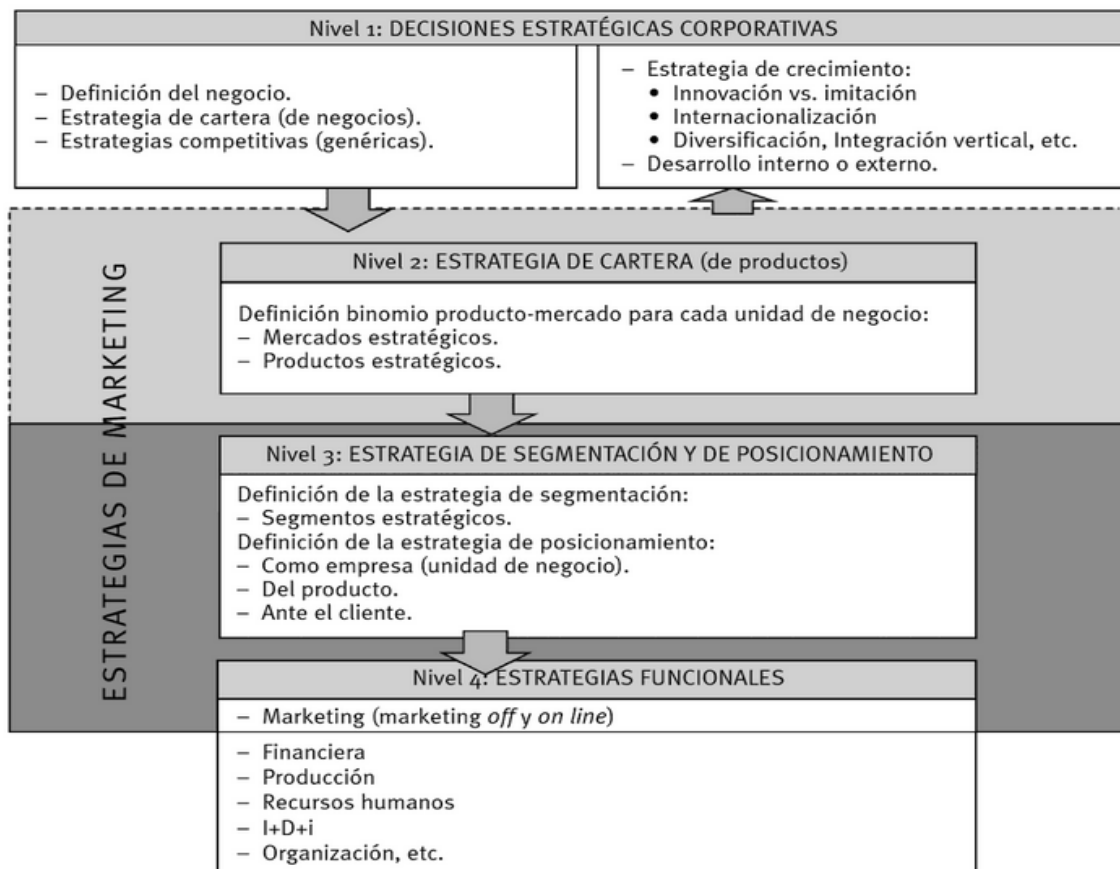 Nivel 1: DECISIONES ESTRATÉGICAS CORPORATIVAS
– Definición del negocio.
– Estrategia de cartera (de negocios).
– Estrategias competitivas (genéricas).
– Estrategia de crecimiento:
• Innovación vs. imitación
• Internacionalización
• Diversificación, Integración vertical, etc.
– Desarrollo interno o externo.
ESTRATEGIAS DE MARKETING
Nivel 2: ESTRATEGIA DE CARTERA (de productos)
Definición binomio producto-mercado para cada unidad de negocio:
– Mercados estratégicos.
– Productos estratégicos.
Nivel 3: ESTRATEGIA DE SEGMENTACIÓN Y DE POSICIONAMIENTO
Definición de la estrategia de segmentación:
– Segmentos estratégicos.
Definición de la estrategia de posicionamiento:
– Como empresa (unidad de negocio).
– Del producto.
– Ante el cliente.
Nivel 4: ESTRATEGIAS FUNCIONALES
– Marketing (marketing off y on line)
– Financiera
– Producción
– Recursos humanos
– I+D+i
– Organización, etc.